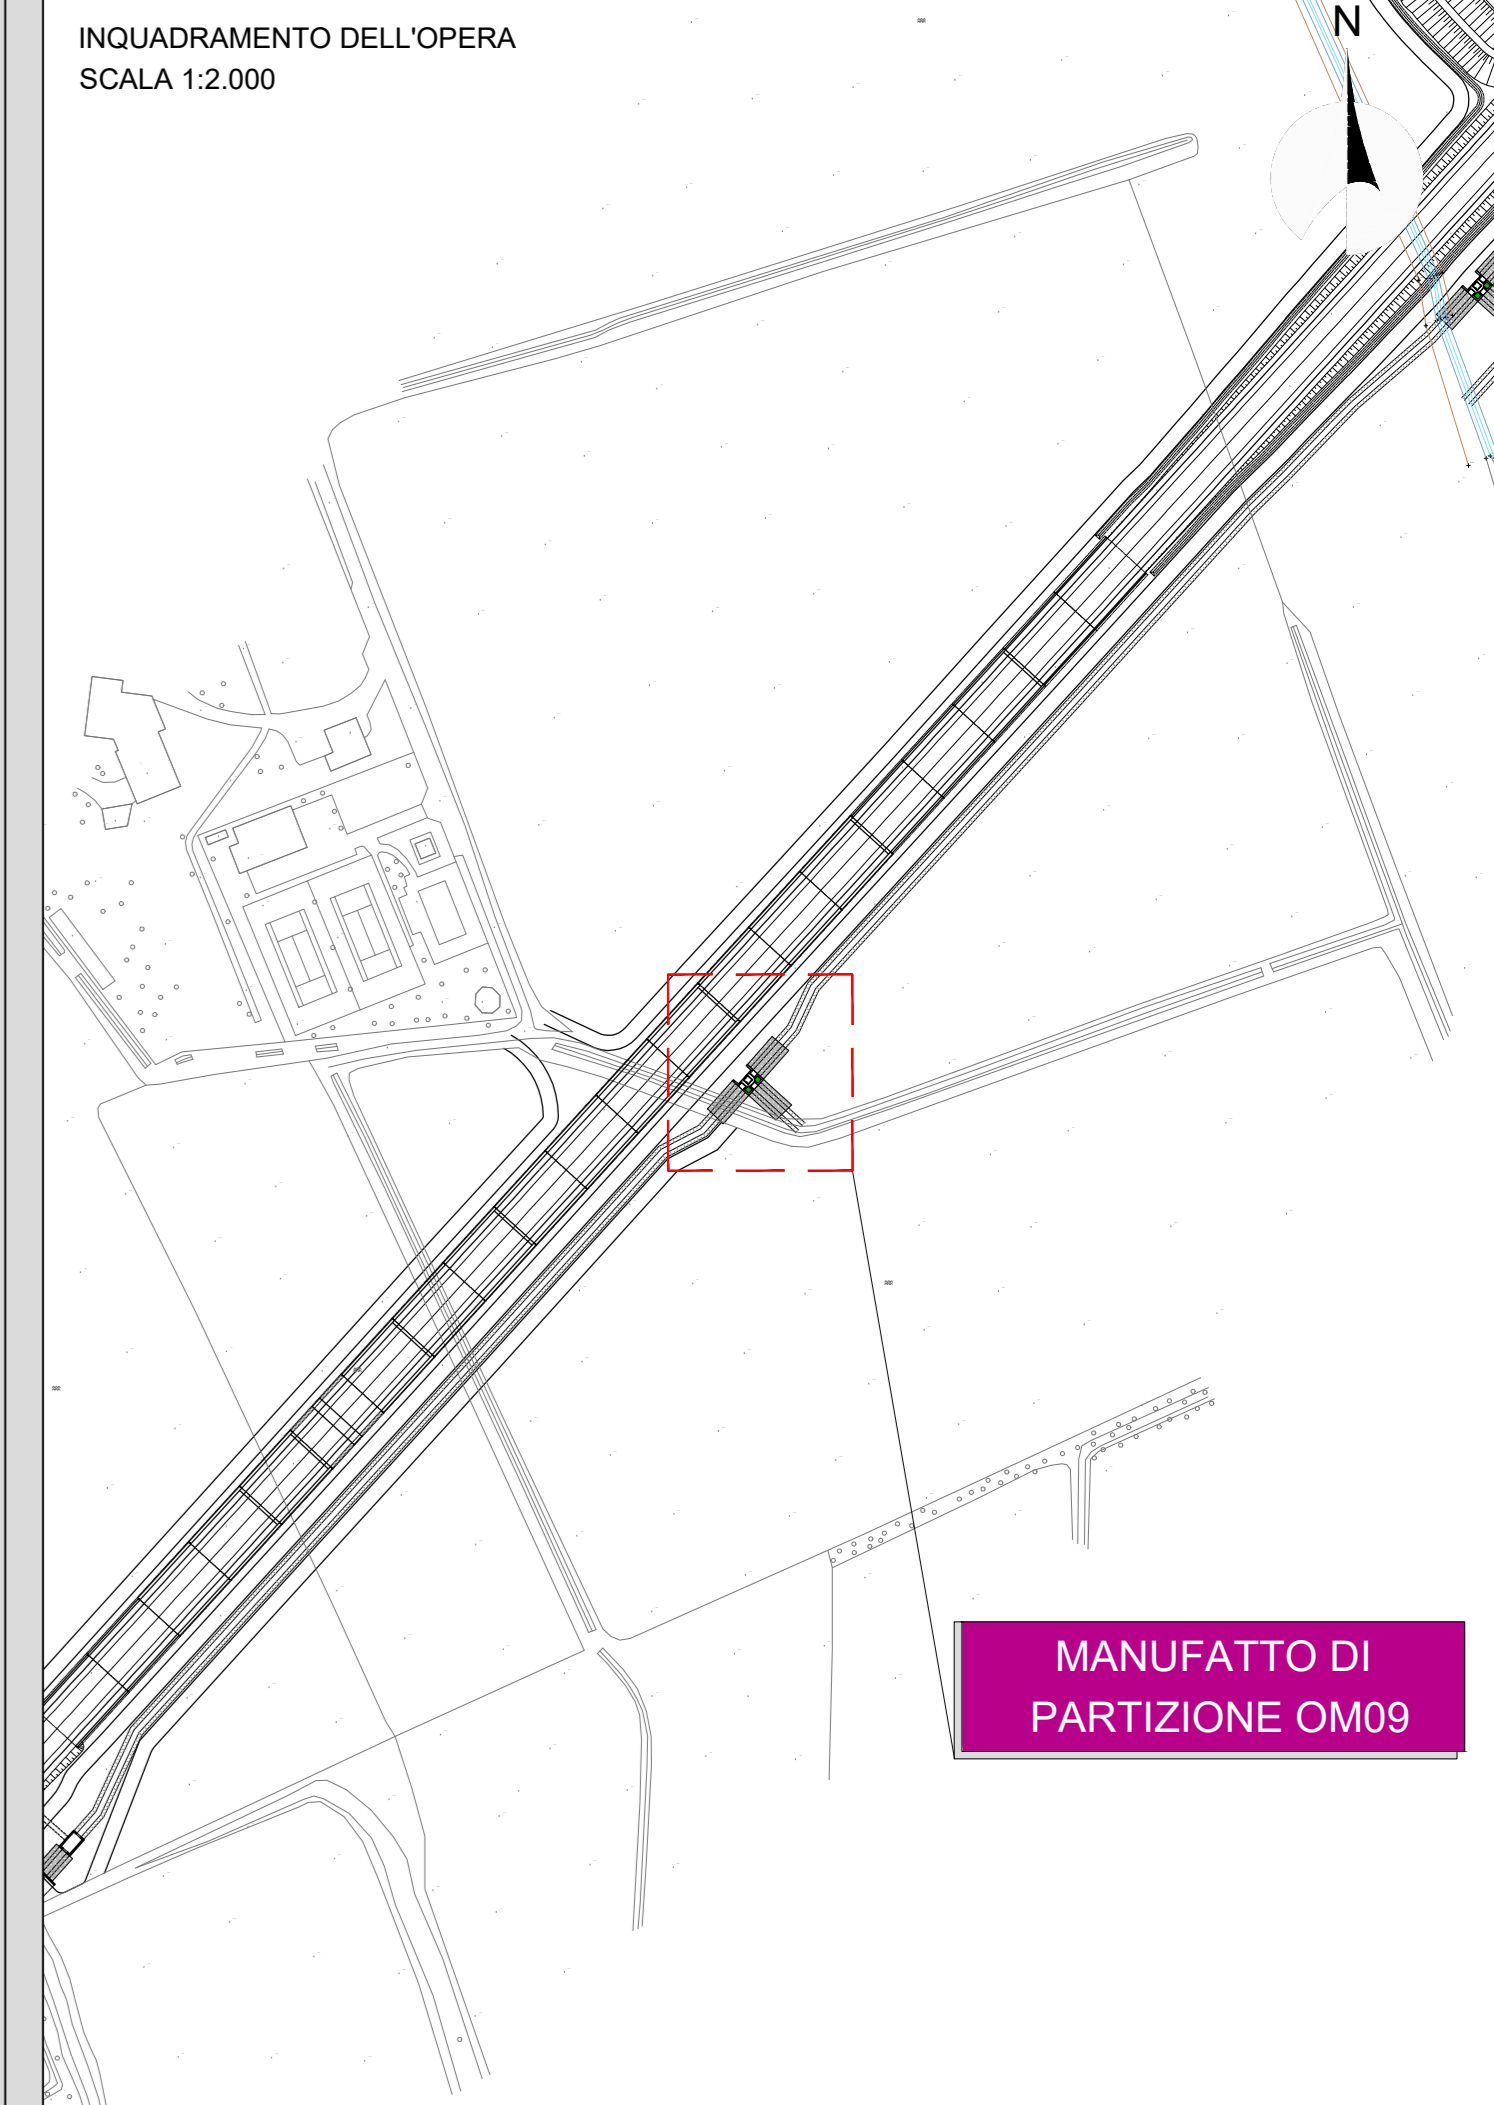 INQUADRAMENTO DELL'OPERA
SCALA 1:2.000
N
MANUFATTO DI
PARTIZIONE OM09